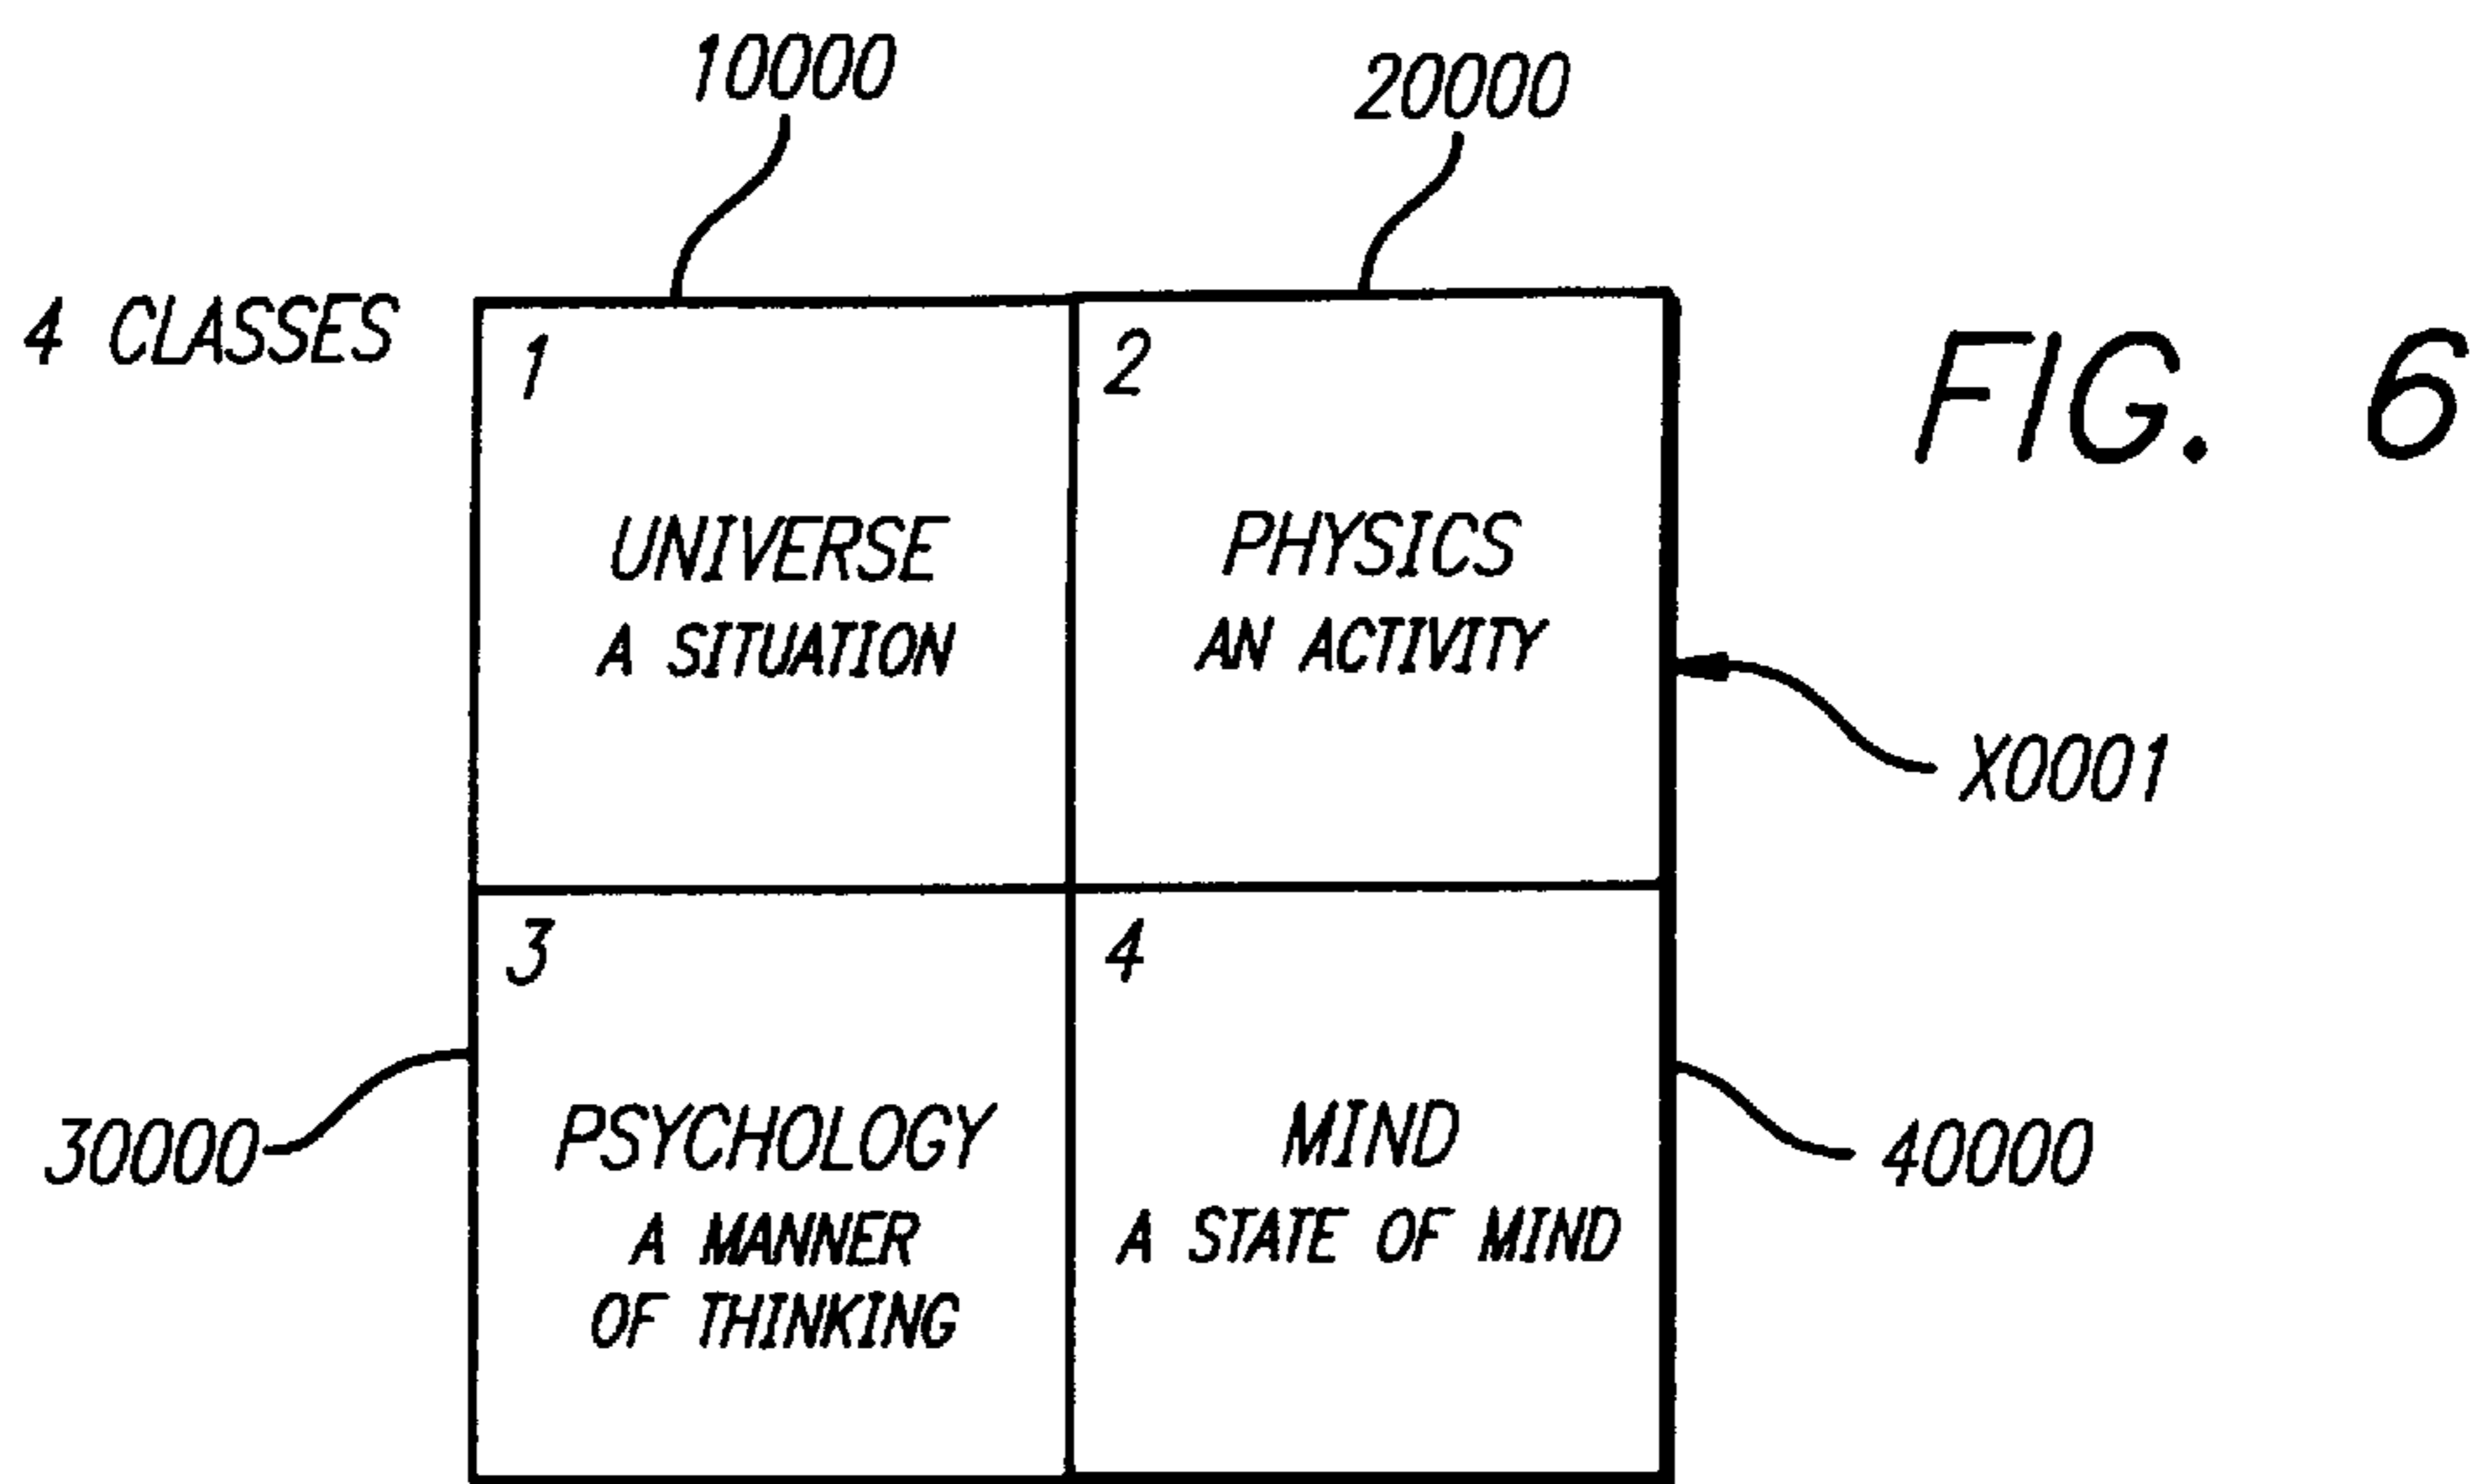 10000
20000
4 CLASSES
FIG. 6
1
UNIVERSE
A SITUATION
2
PHYSICS
AN ACTIVITY
X0001
3
PSYCHOLOGY
A MANNER
OF THINKING
4
MIND
A STATE OF MIND
30000
40000